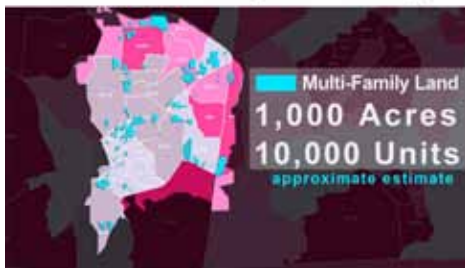 Multi-Family Land
1,000 Acres
10,000 Units
approximate estimate